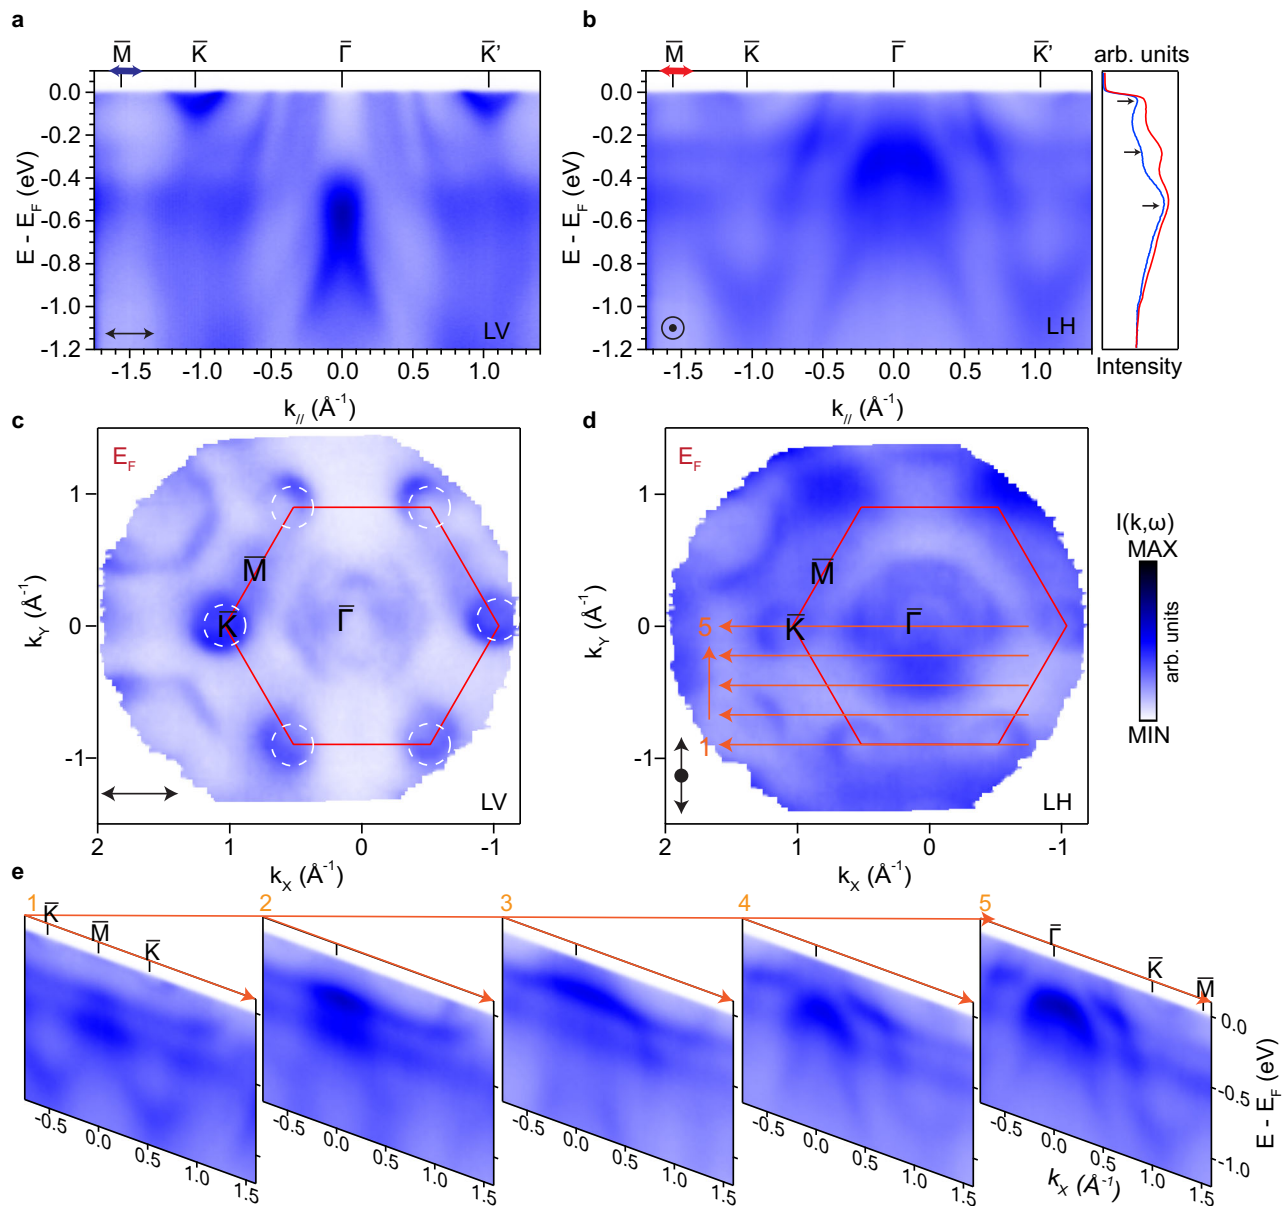 a
M̅ K̅ Γ̅ K̅'
0.0
-0.2
-0.4
-0.6
-0.8
-1.0
-1.2
E - E_F (eV)
LV
-1.5 -1.0 -0.5 0.0 0.5 1.0
k_// (Å⁻¹)
b
M̅ K̅ Γ̅ K̅'
0.0
-0.2
-0.4
-0.6
-0.8
-1.0
-1.2
E - E_F (eV)
LH
-1.5 -1.0 -0.5 0.0 0.5 1.0
k_// (Å⁻¹)
arb. units
Intensity
c
E_F
1
0
-1
k_Y (Å⁻¹)
M̅
K̅
Γ̅
LV
2 1 0 -1
k_X (Å⁻¹)
d
E_F
1
0
-1
k_Y (Å⁻¹)
M̅
K̅
Γ̅
5
1
LH
2 1 0 -1
k_X (Å⁻¹)
I(k,ω)
MAX
arb. units
MIN
e
1
K̅ M̅ K̅
-0.5 0.0 0.5 1.0 1.5
2
-0.5 0.0 0.5 1.0 1.5
3
-0.5 0.0 0.5 1.0 1.5
4
-0.5 0.0 0.5 1.0 1.5
5
Γ̅ K̅ M̅
0.0
-0.5
-1.0
E - E_F (eV)
-0.5 0.0 0.5 1.0 1.5
k_X (Å⁻¹)